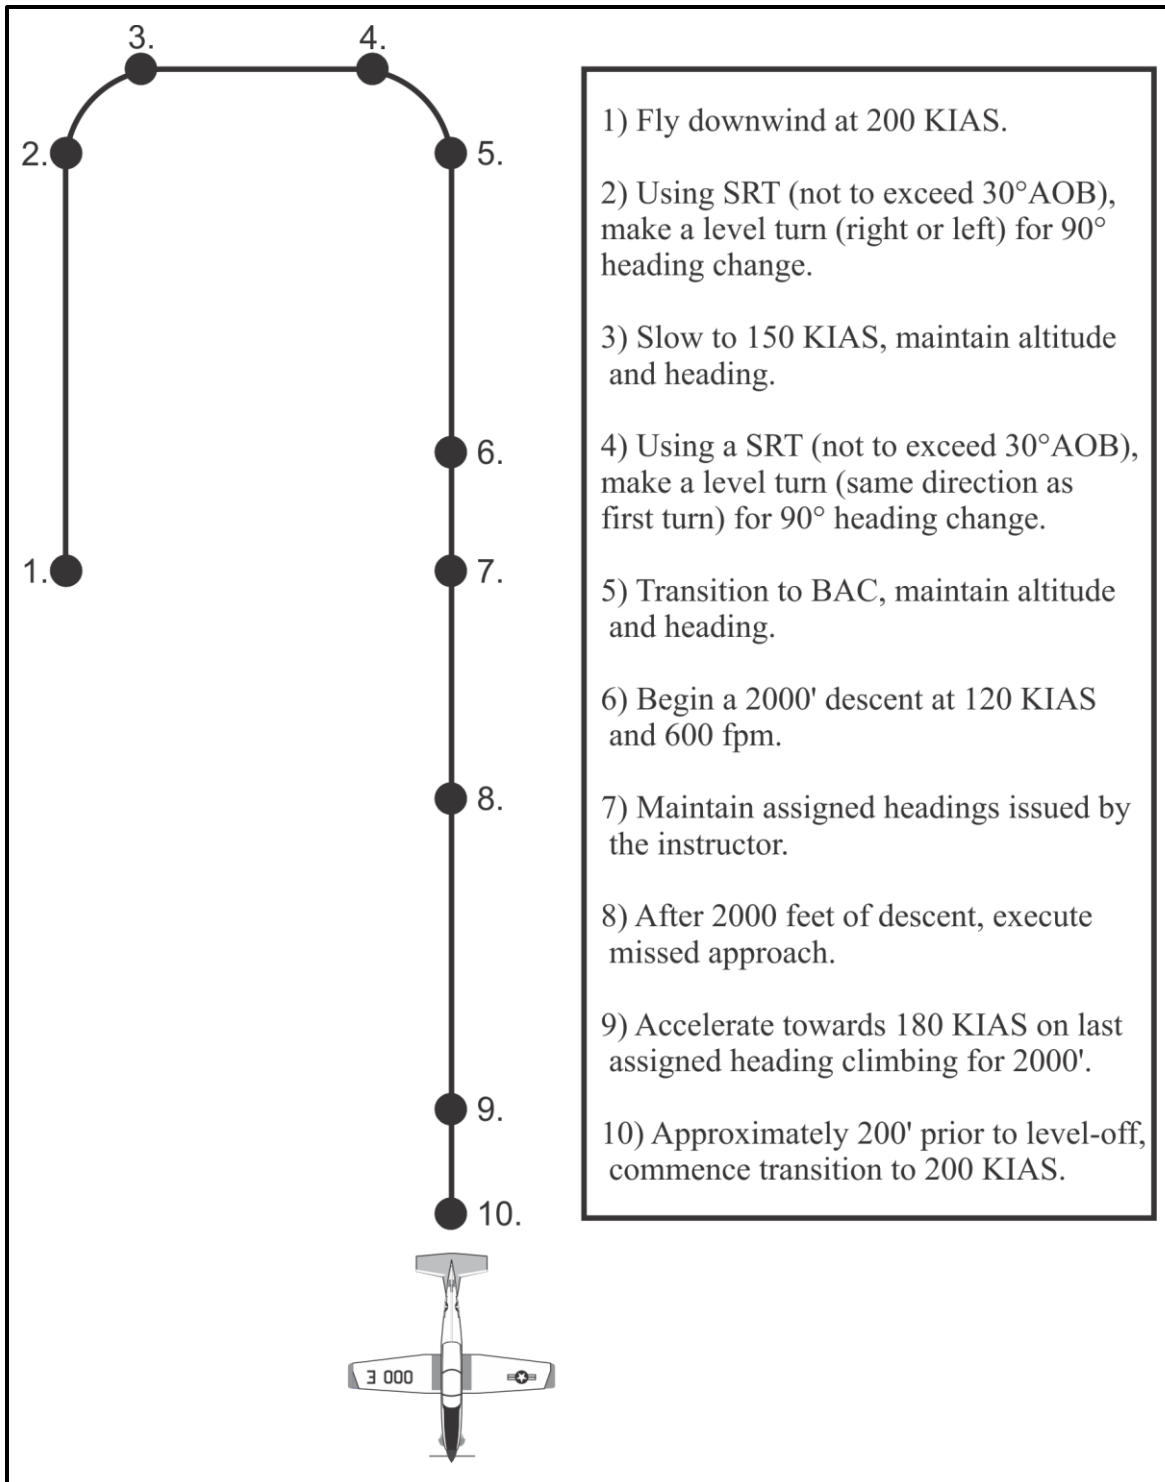 3.
4.
2.
5.
6.
1.
7.
8.
9.
10.
1) Fly downwind at 200 KIAS.
2) Using SRT (not to exceed 30°AOB),
make a level turn (right or left) for 90°
heading change.
3) Slow to 150 KIAS, maintain altitude
and heading.
4) Using a SRT (not to exceed 30°AOB),
make a level turn (same direction as
first turn) for 90° heading change.
5) Transition to BAC, maintain altitude
and heading.
6) Begin a 2000' descent at 120 KIAS
and 600 fpm.
7) Maintain assigned headings issued by
the instructor.
8) After 2000 feet of descent, execute
missed approach.
9) Accelerate towards 180 KIAS on last
assigned heading climbing for 2000'.
10) Approximately 200' prior to level-off,
commence transition to 200 KIAS.
E 000